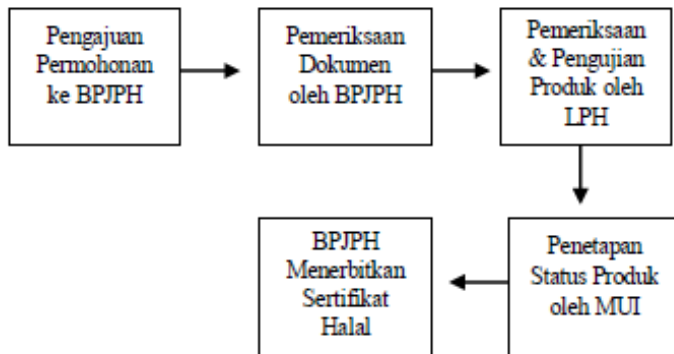 Pengajuan
Permohonan
ke BPJPH
Pemeriksaan
Dokumen
oleh BPJPH
Pemeriksaan
& Pengujian
Produk oleh
LPH
Penetapan
Status Produk
oleh MUI
BPJPH
Menerbitkan
Sertifikat
Halal